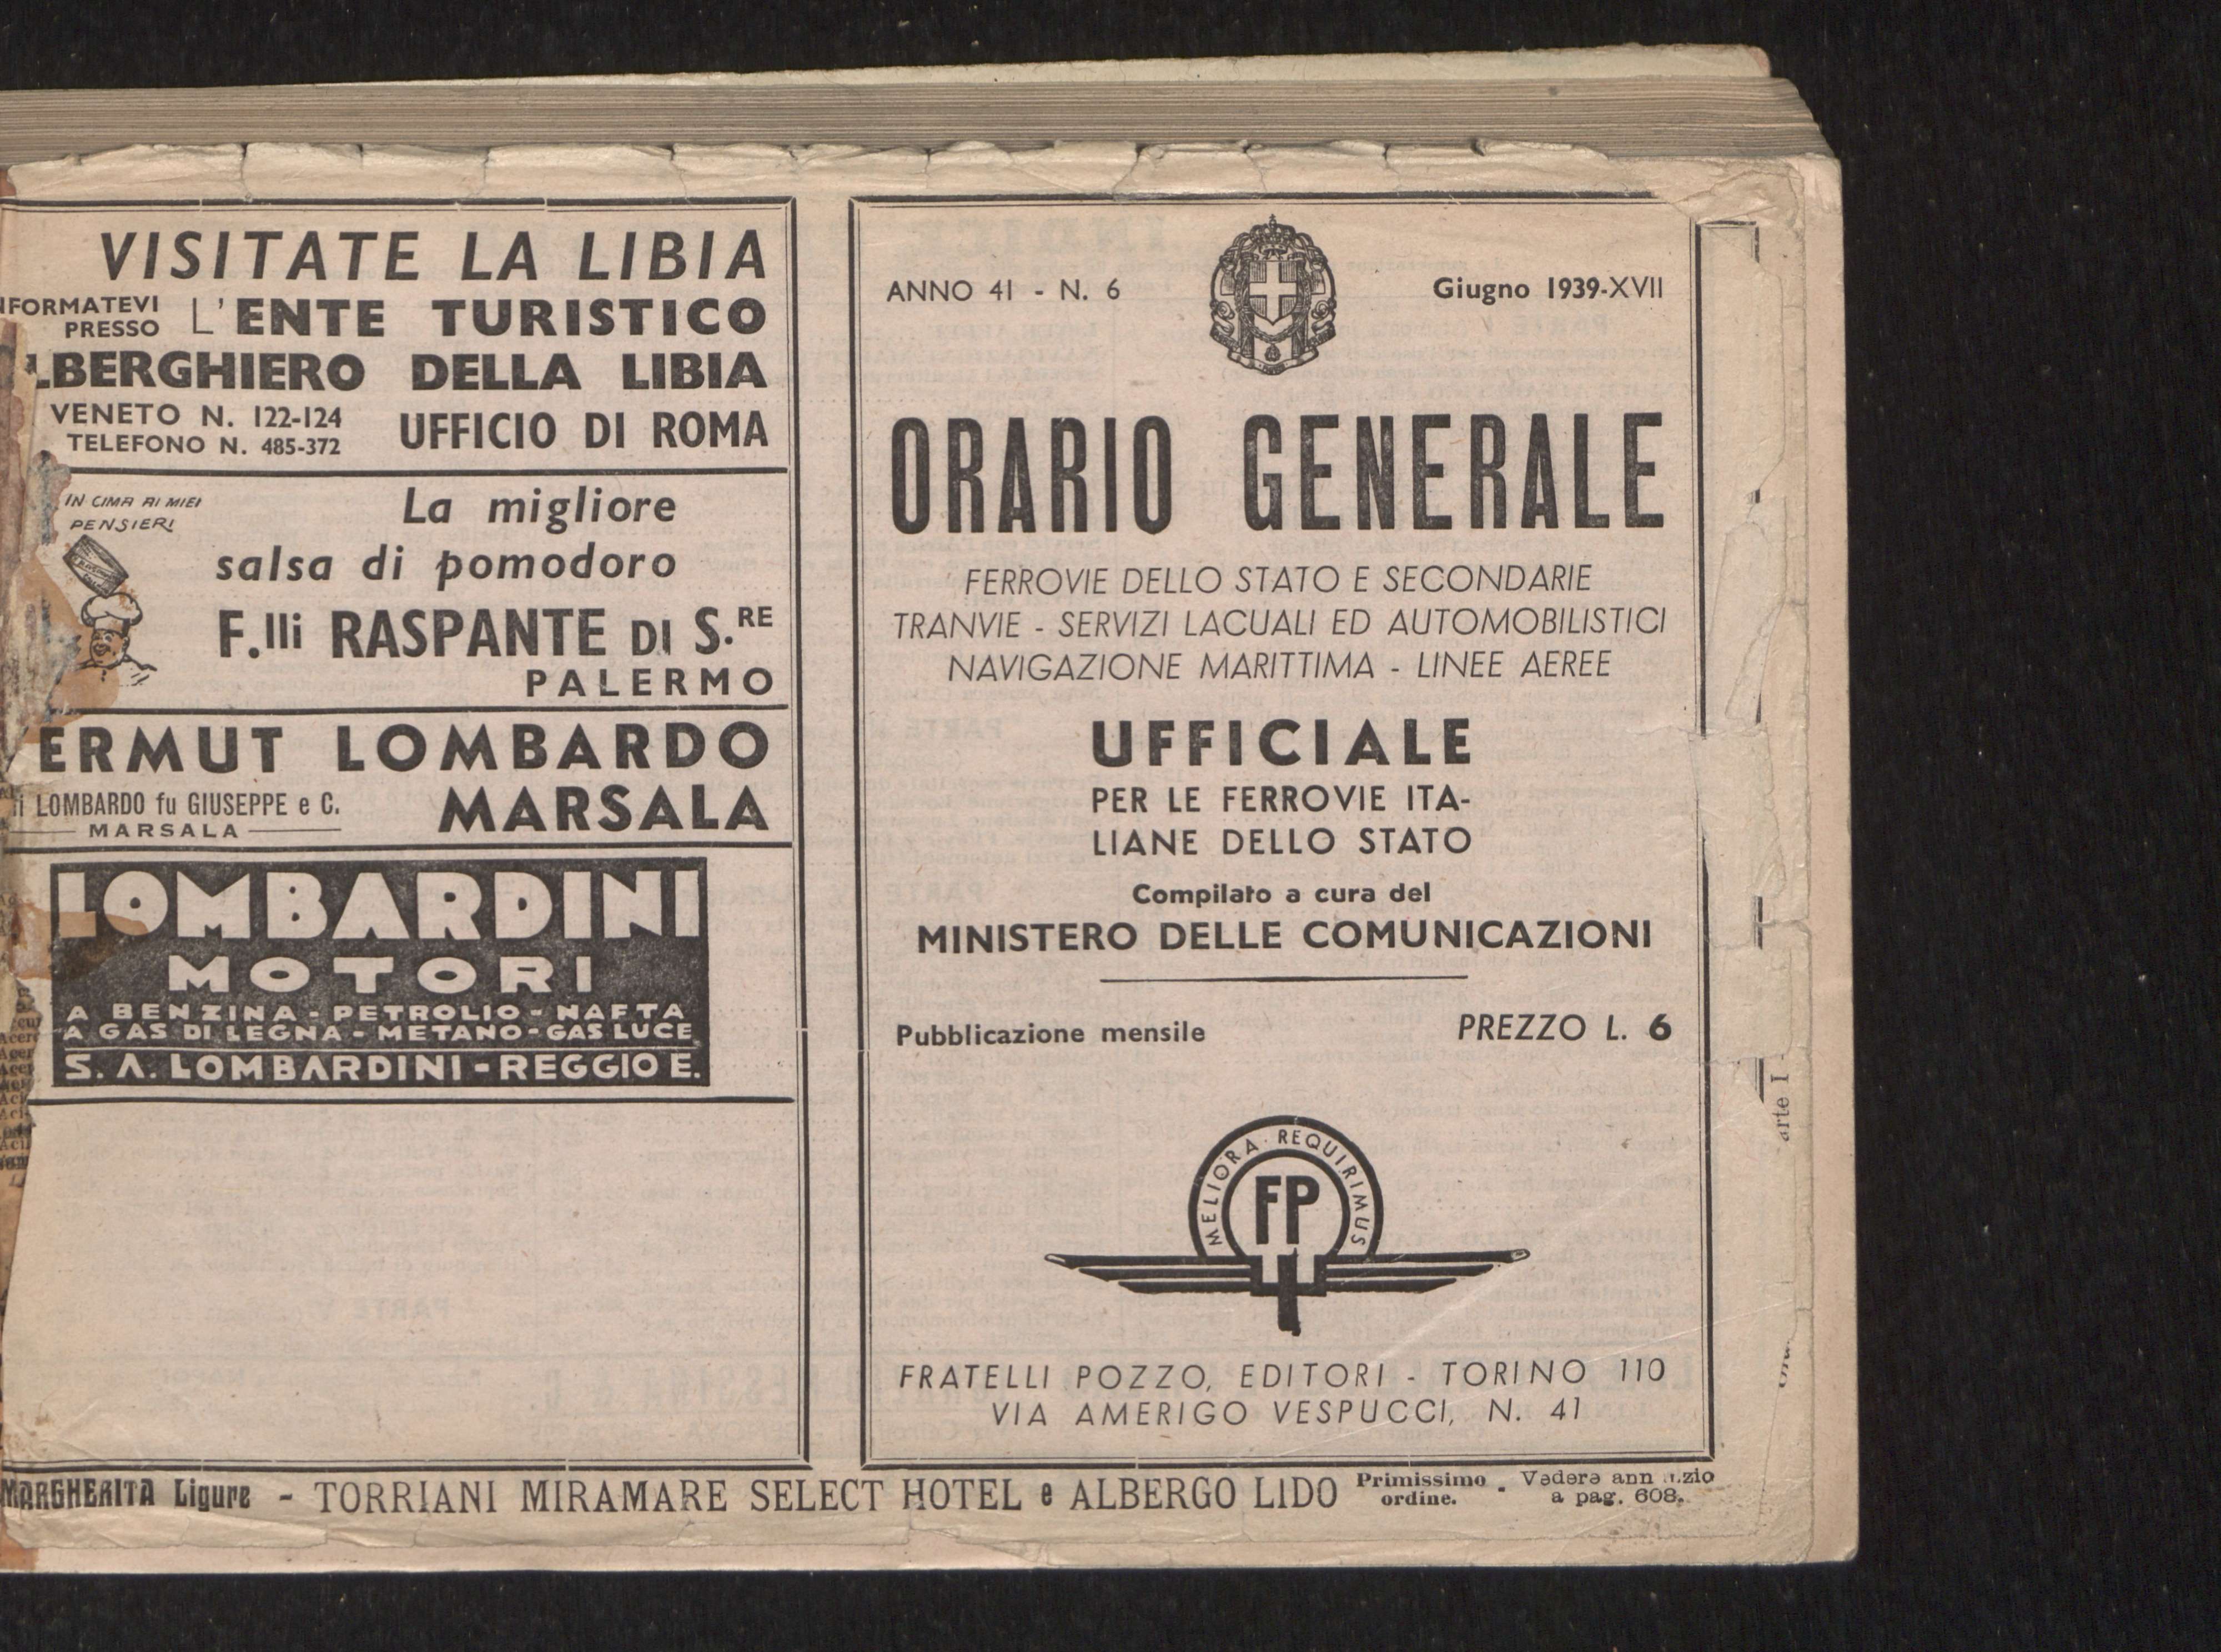 VISITATE LA LIBIA
NFORMATEVI
PRESSO L'ENTE TURISTICO
LBERGHIERO DELLA LIBIA
VENETO N. 122-124
TELEFONO N. 485-372
UFFICIO DI ROMA
IN CIMA AI MIEI
PENSIERI
La migliore
salsa di pomodoro
F.lli RASPANTE DI S.RE
PALERMO
ERMUT LOMBARDO
li LOMBARDO fu GIUSEPPE e C.
MARSALA
MARSALA
LOMBARDINI
MOTORI
A BENZINA - PETROLIO - NAFTA
A GAS DI LEGNA - METANO - GAS LUCE
S. A. LOMBARDINI - REGGIO E.
ANNO 41 - N. 6
Giugno 1939-XVII
ORARIO GENERALE
FERROVIE DELLO STATO E SECONDARIE
TRANVIE - SERVIZI LACUALI ED AUTOMOBILISTICI
NAVIGAZIONE MARITTIMA - LINEE AEREE
UFFICIALE
PER LE FERROVIE ITA-
LIANE DELLO STATO
Compilato a cura del
MINISTERO DELLE COMUNICAZIONI
Pubblicazione mensile
PREZZO L. 6
MELIORA · REQUIRIMUS
FP
FRATELLI POZZO, EDITORI - TORINO 110
VIA AMERIGO VESPUCCI, N. 41
arte I -
MARGHERITA Ligure - TORRIANI MIRAMARE SELECT HOTEL e ALBERGO LIDO Primissimo ordine. - Vedere ann nzio a pag. 608.